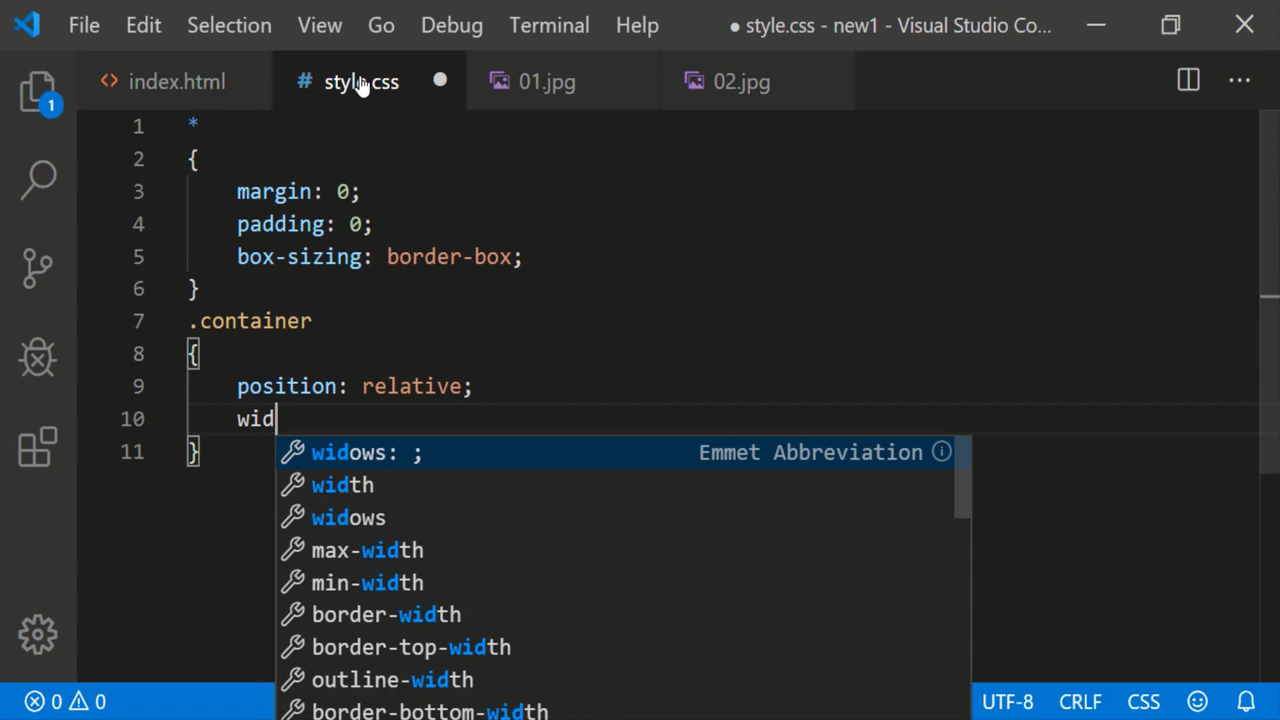 File Edit Selection View Go Debug Terminal Help ● style.css - new1 - Visual Studio Co...
index.html # style.css 01.jpg 02.jpg ...
1 *
2 {
3 margin: 0;
4 padding: 0;
5 box-sizing: border-box;
6 }
7 .container
8 {
9 position: relative;
10 wid
11 }
widows: ; Emmet Abbreviation
width
widows
max-width
min-width
border-width
border-top-width
outline-width
border-bottom-width
1
0 0 UTF-8 CRLF CSS